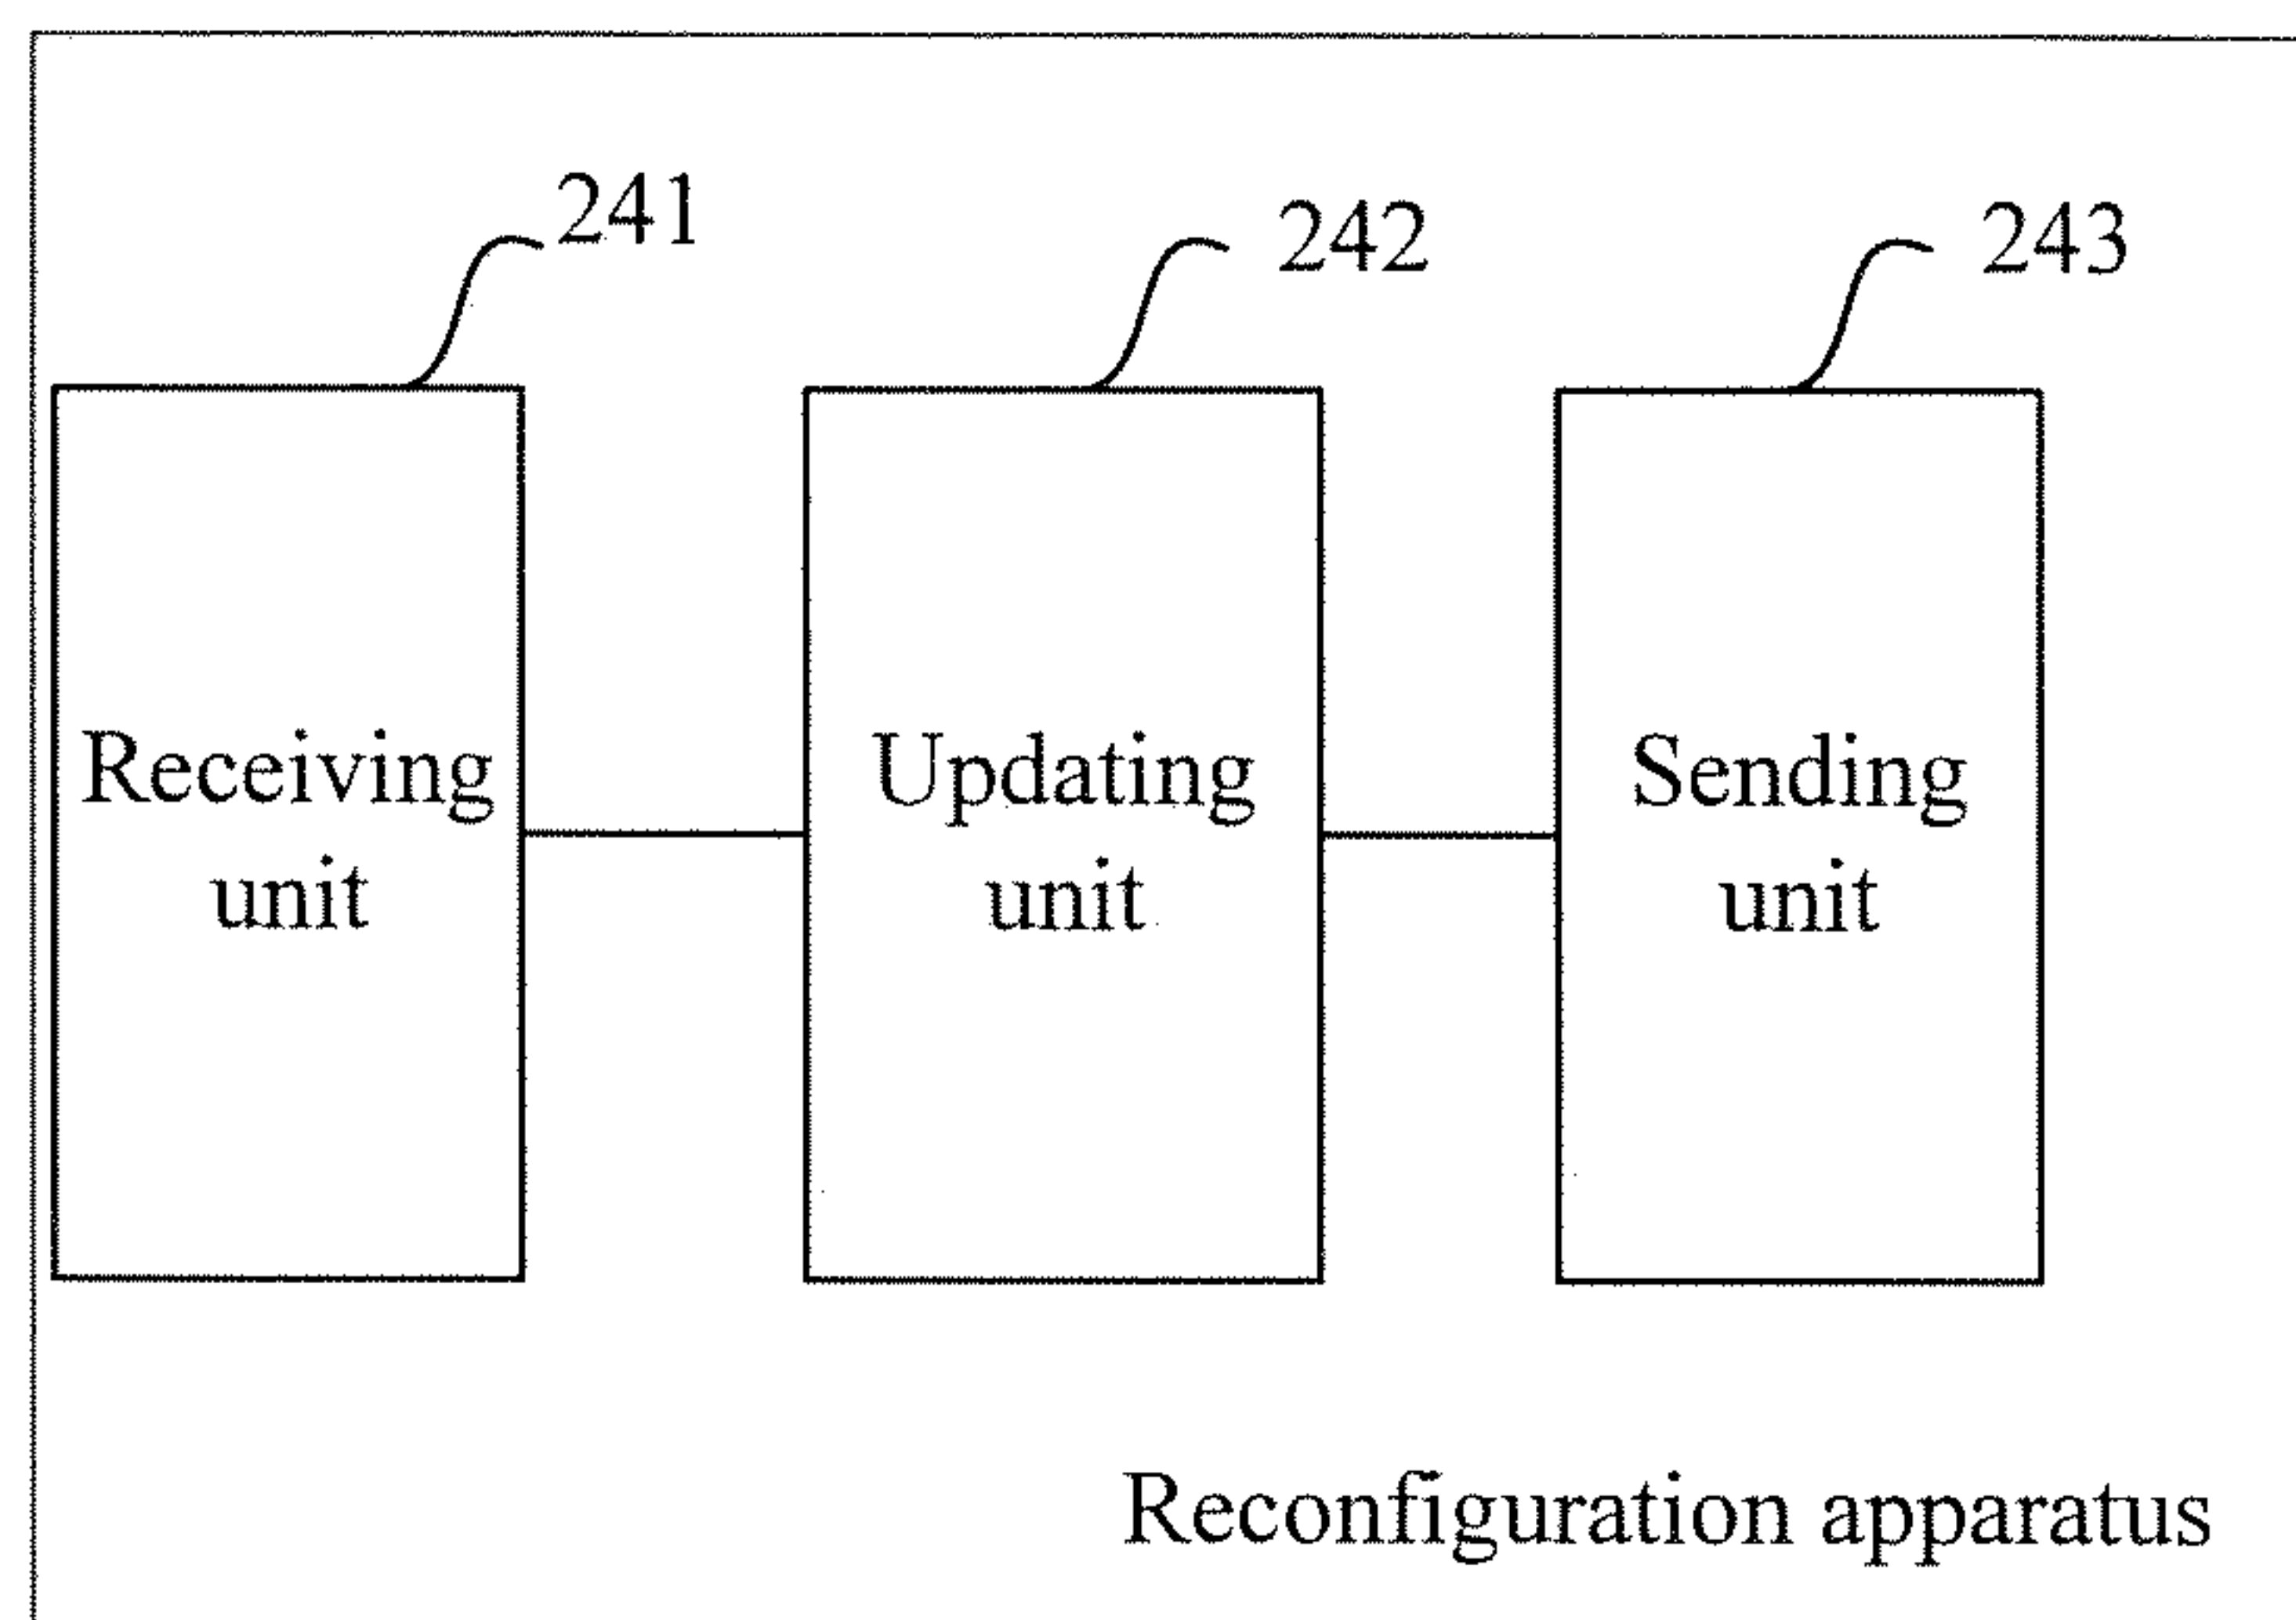 241
242
243
Receiving
unit
Updating
unit
Sending
unit
Reconfiguration apparatus